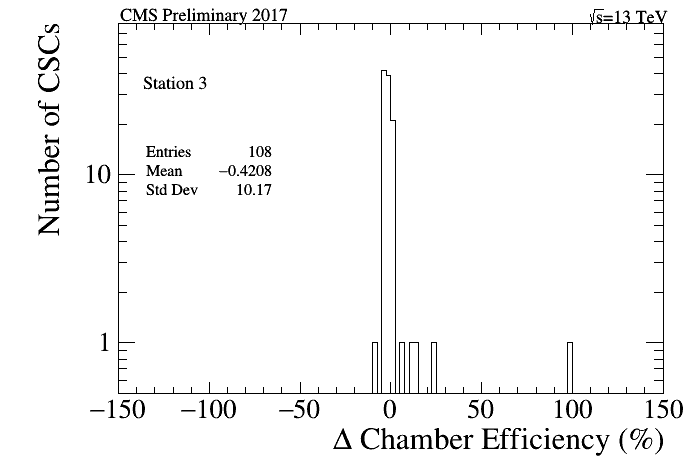 CMS Preliminary 2017
√s=13 TeV
Number of CSCs
Station 3
Entries 108
Mean −0.4208
Std Dev 10.17
10
1
−150 −100 −50 0 50 100 150
Δ Chamber Efficiency (%)